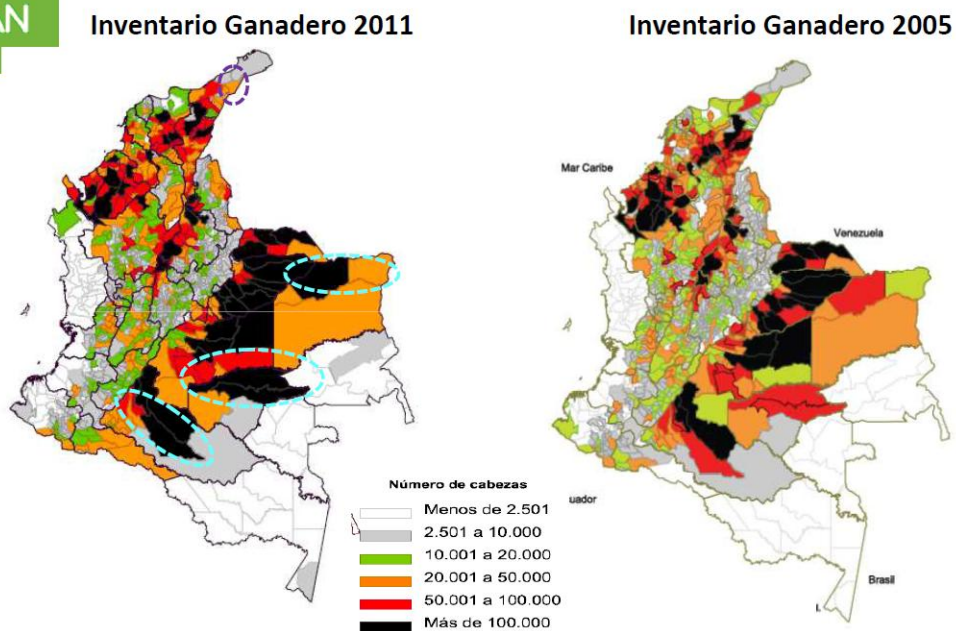 AN
Inventario Ganadero 2011
Inventario Ganadero 2005
Mar Caribe
Venezuela
uador
Brasil
I.
Número de cabezas
Menos de 2.501
2.501 a 10.000
10.001 a 20.000
20.001 a 50.000
50.001 a 100.000
Más de 100.000